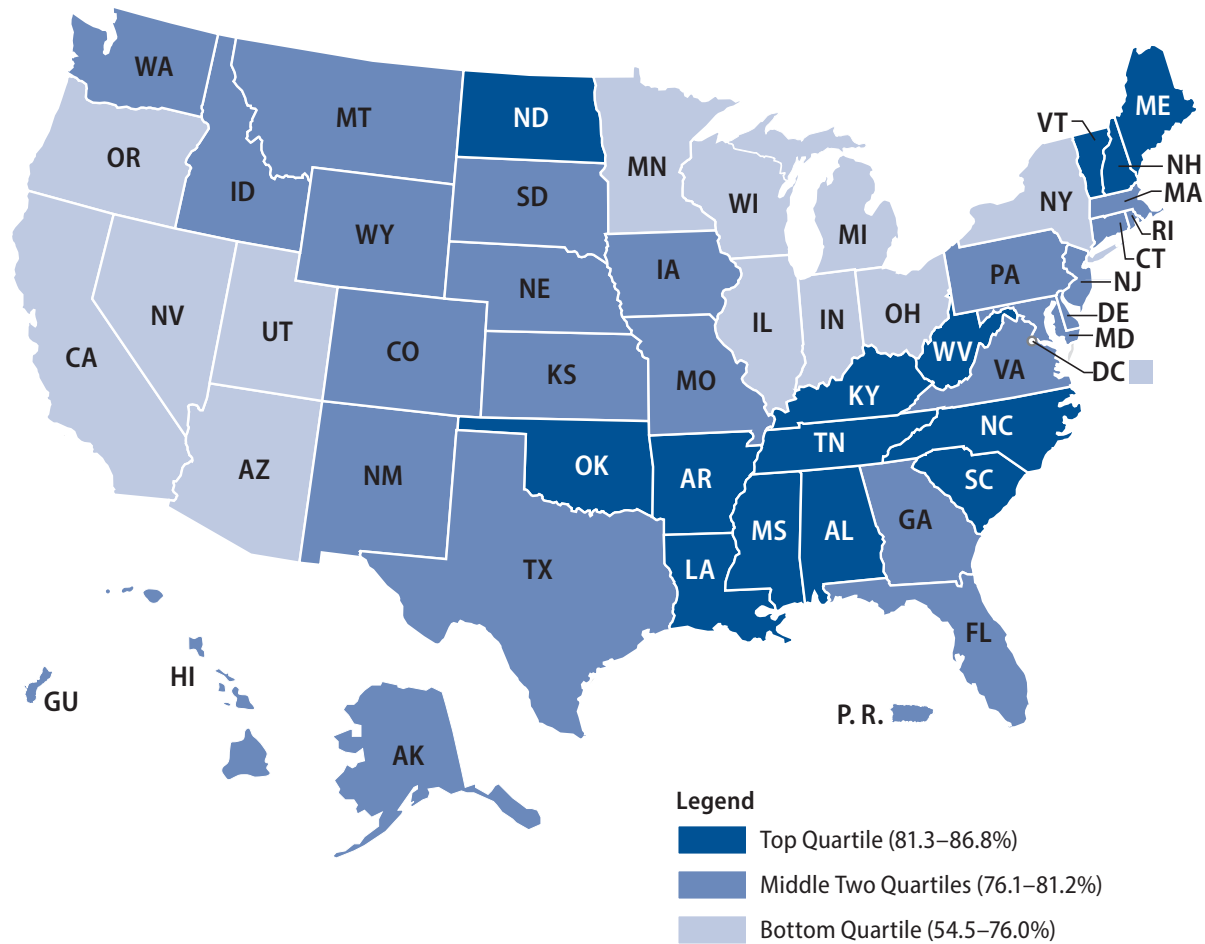 WA
MT
ND
ME
VT
OR
MN
NH
ID
SD
WI
NY
MA
WY
MI
RI
CT
IA
PA
NJ
NE
NV
UT
IL
IN
OH
DE
CA
CO
WV
MD
KS
MO
VA
DC
KY
NC
TN
AZ
NM
OK
AR
SC
MS
AL
GA
TX
LA
FL
HI
GU
P. R.
AK
Legend
Top Quartile (81.3–86.8%)
Middle Two Quartiles (76.1–81.2%)
Bottom Quartile (54.5–76.0%)